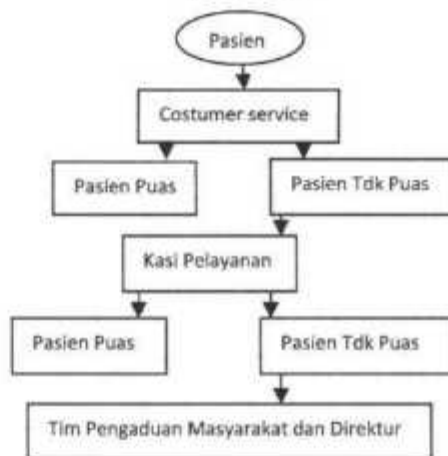 Pasien
Costumer service
Pasien Puas
Pasien Tdk Puas
Kasi Pelayanan
Pasien Puas
Pasien Tdk Puas
Tim Pengaduan Masyarakat dan Direktur